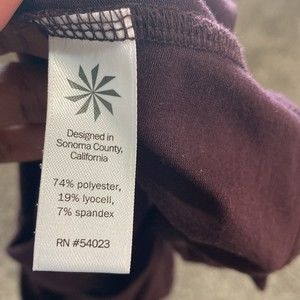 Designed in
Sonoma County,
California
74% polyester,
19% lyocell,
7% spandex
RN #54023